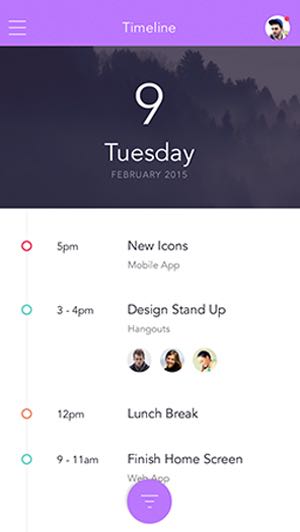 Timeline
9
Tuesday
FEBRUARY 2015
5pm New Icons
Mobile App
3 - 4pm Design Stand Up
Hangouts
12pm Lunch Break
9 - 11am Finish Home Screen
Web App